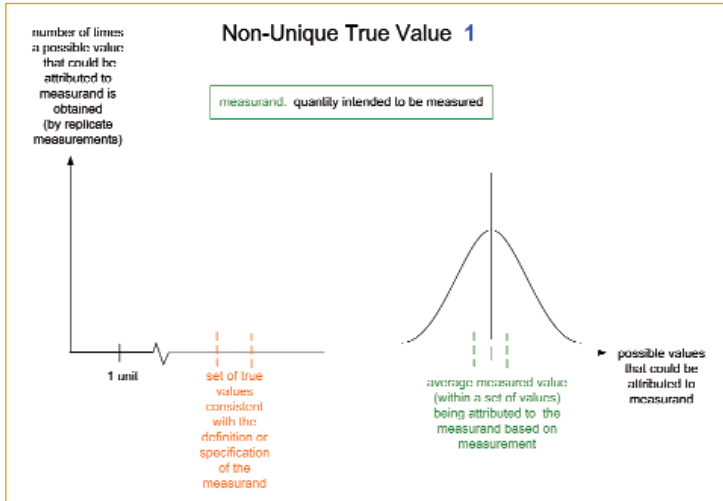 Non-Unique True Value 1
number of times
a possible value
that could be
attributed to
measurand is
obtained
(by replicate
measurements)
measurand. quantity intended to be measured
1 unit
set of true
values
consistent
with the
definition or
specification
of the
measurand
average measured value
(within a set of values)
being attributed to the
measurand based on
measurement
possible values
that could be
attributed to
measurand